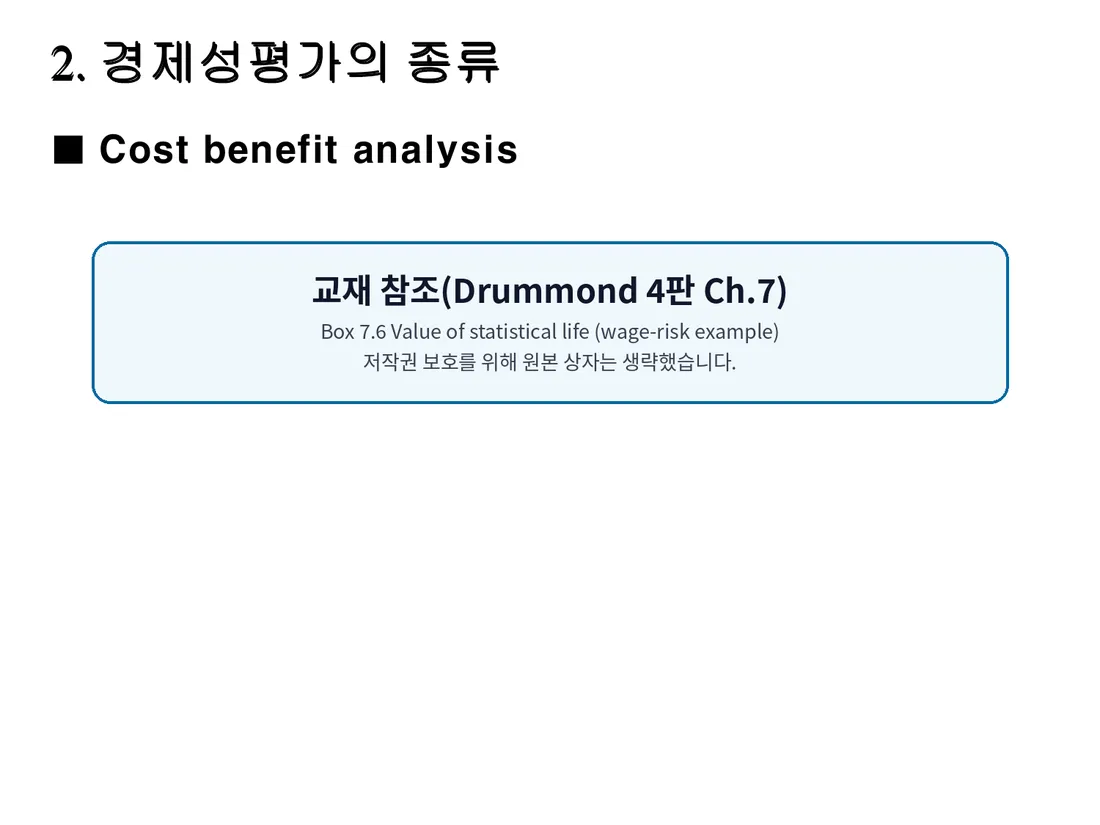 2. 경제성평가의 종류
■ Cost benefit analysis
교재 참조(Drummond 4판 Ch.7)
Box 7.6 Value of statistical life (wage-risk example)
저작권 보호를 위해 원본 상자는 생략했습니다.